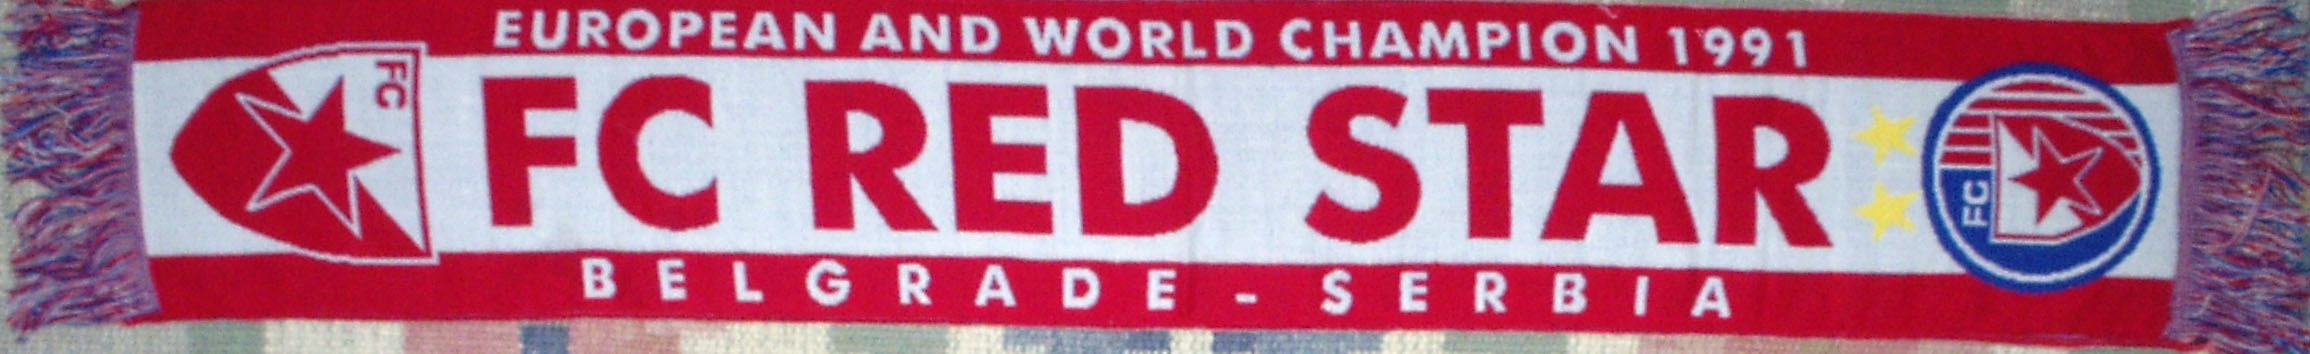 EUROPEAN AND WORLD CHAMPION 1991
FC
FC RED STAR
FC
BELGRADE - SERBIA